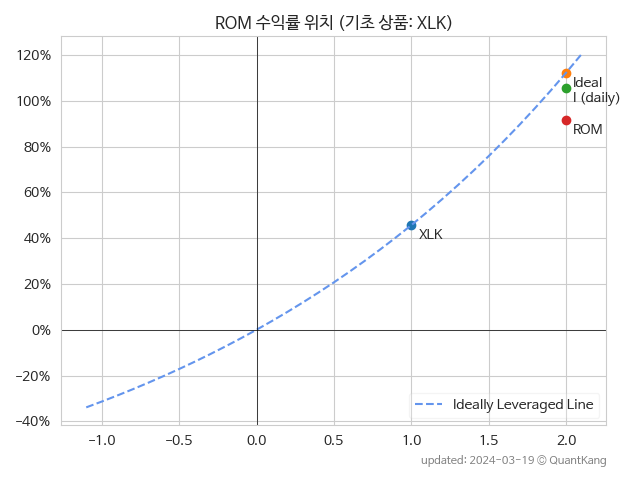 ROM 수익률 위치 (기초 상품: XLK)
120%
100%
80%
60%
40%
20%
0%
−20%
−40%
Ideal
I (daily)
ROM
XLK
Ideally Leveraged Line
−1.0
−0.5
0.0
0.5
1.0
1.5
2.0
updated: 2024-03-19 © QuantKang